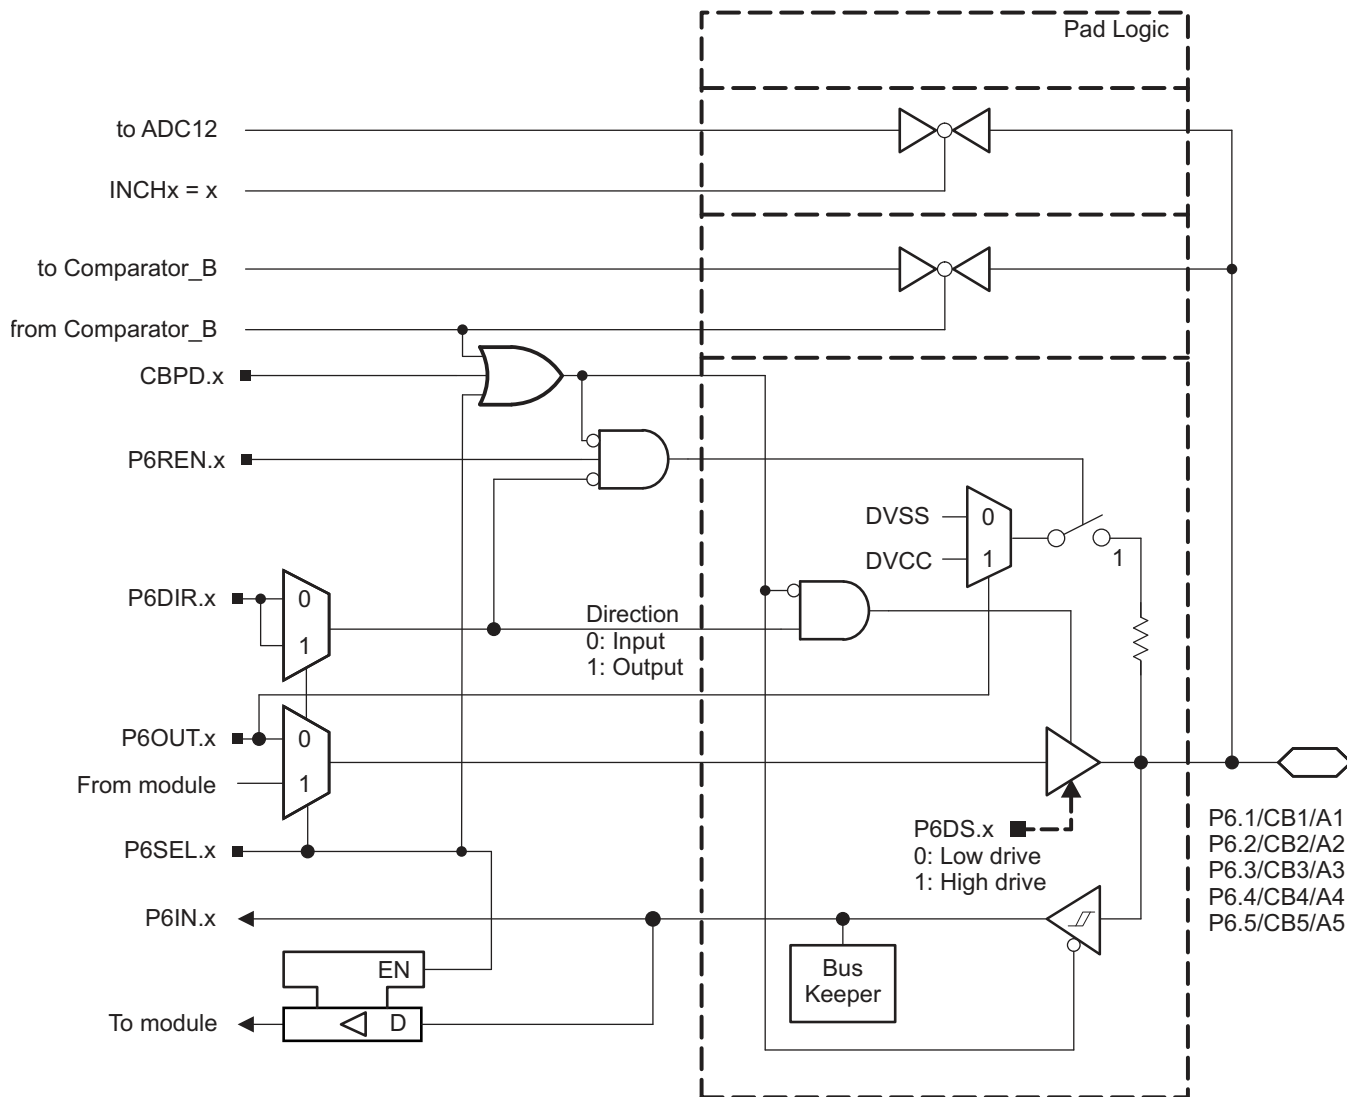 Pad Logic
to ADC12
INCHx = x
to Comparator_B
from Comparator_B
CBPD.x
P6REN.x
DVSS
0
DVCC
1
1
P6DIR.x
0
1
Direction
0: Input
1: Output
P6OUT.x
0
From module
1
P6SEL.x
P6DS.x
0: Low drive
1: High drive
P6.1/CB1/A1
P6.2/CB2/A2
P6.3/CB3/A3
P6.4/CB4/A4
P6.5/CB5/A5
P6IN.x
EN
Bus
Keeper
To module
D